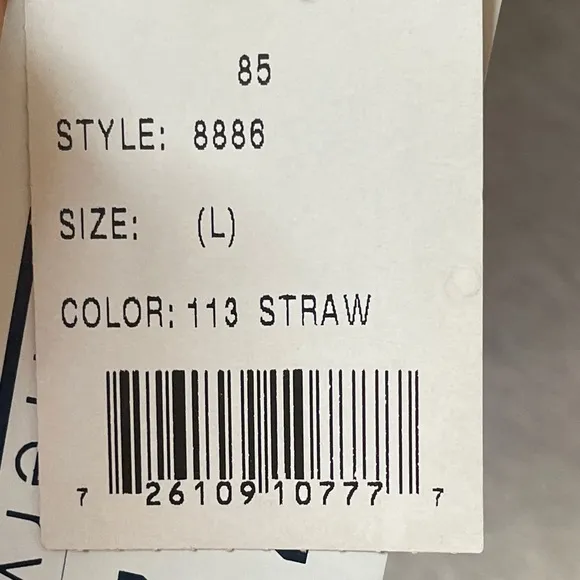 85
STYLE: 8886
SIZE: (L)
COLOR: 113 STRAW
7 26109 10777 7